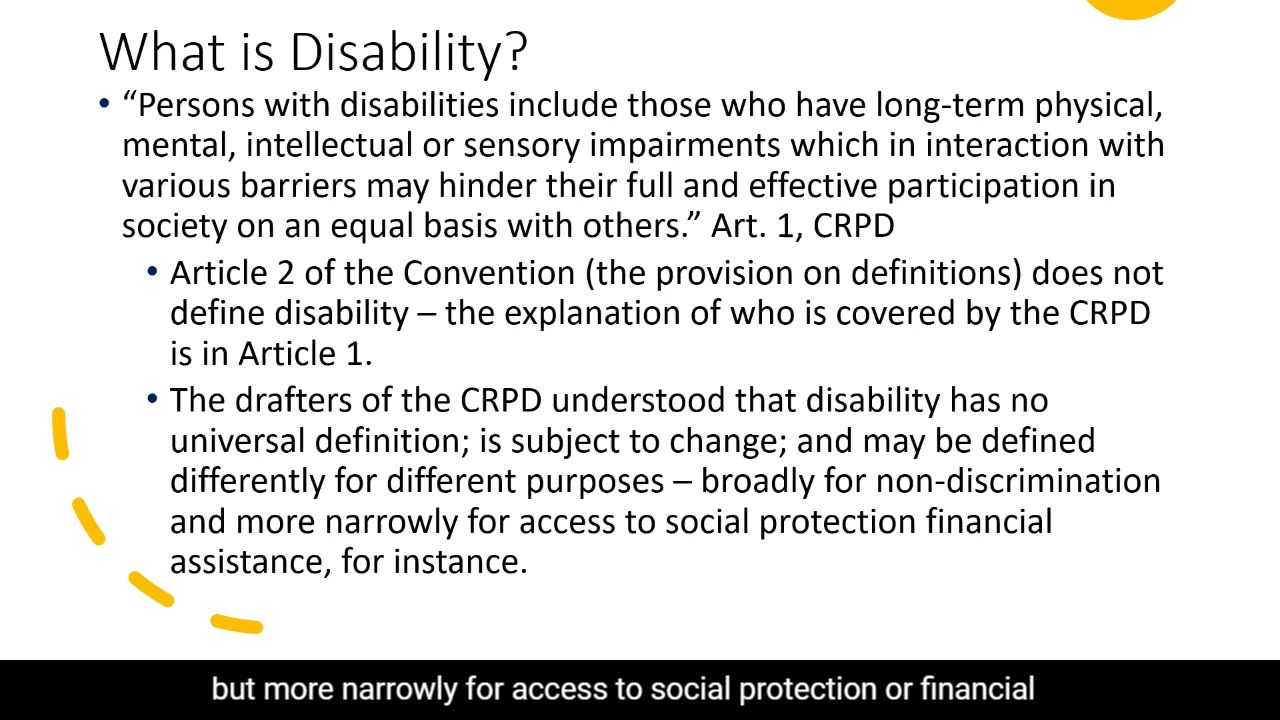 What is Disability?
• “Persons with disabilities include those who have long-term physical,
mental, intellectual or sensory impairments which in interaction with
various barriers may hinder their full and effective participation in
society on an equal basis with others.” Art. 1, CRPD
• Article 2 of the Convention (the provision on definitions) does not
define disability – the explanation of who is covered by the CRPD
is in Article 1.
• The drafters of the CRPD understood that disability has no
universal definition; is subject to change; and may be defined
differently for different purposes – broadly for non-discrimination
and more narrowly for access to social protection financial
assistance, for instance.
but more narrowly for access to social protection or financial